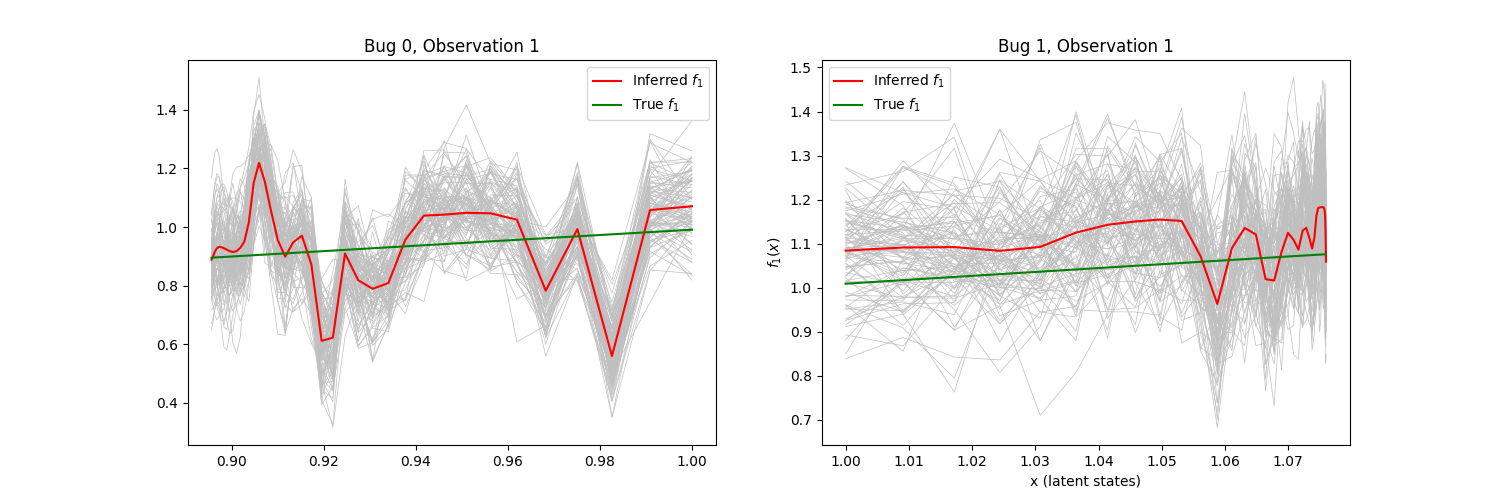 Bug 0, Observation 1
Inferred f₁
True f₁
1.4
1.2
1.0
0.8
0.6
0.4
0.90 0.92 0.94 0.96 0.98 1.00
Bug 1, Observation 1
Inferred f₁
True f₁
f₁(x)
1.5
1.4
1.3
1.2
1.1
1.0
0.9
0.8
0.7
1.00 1.01 1.02 1.03 1.04 1.05 1.06 1.07
x (latent states)